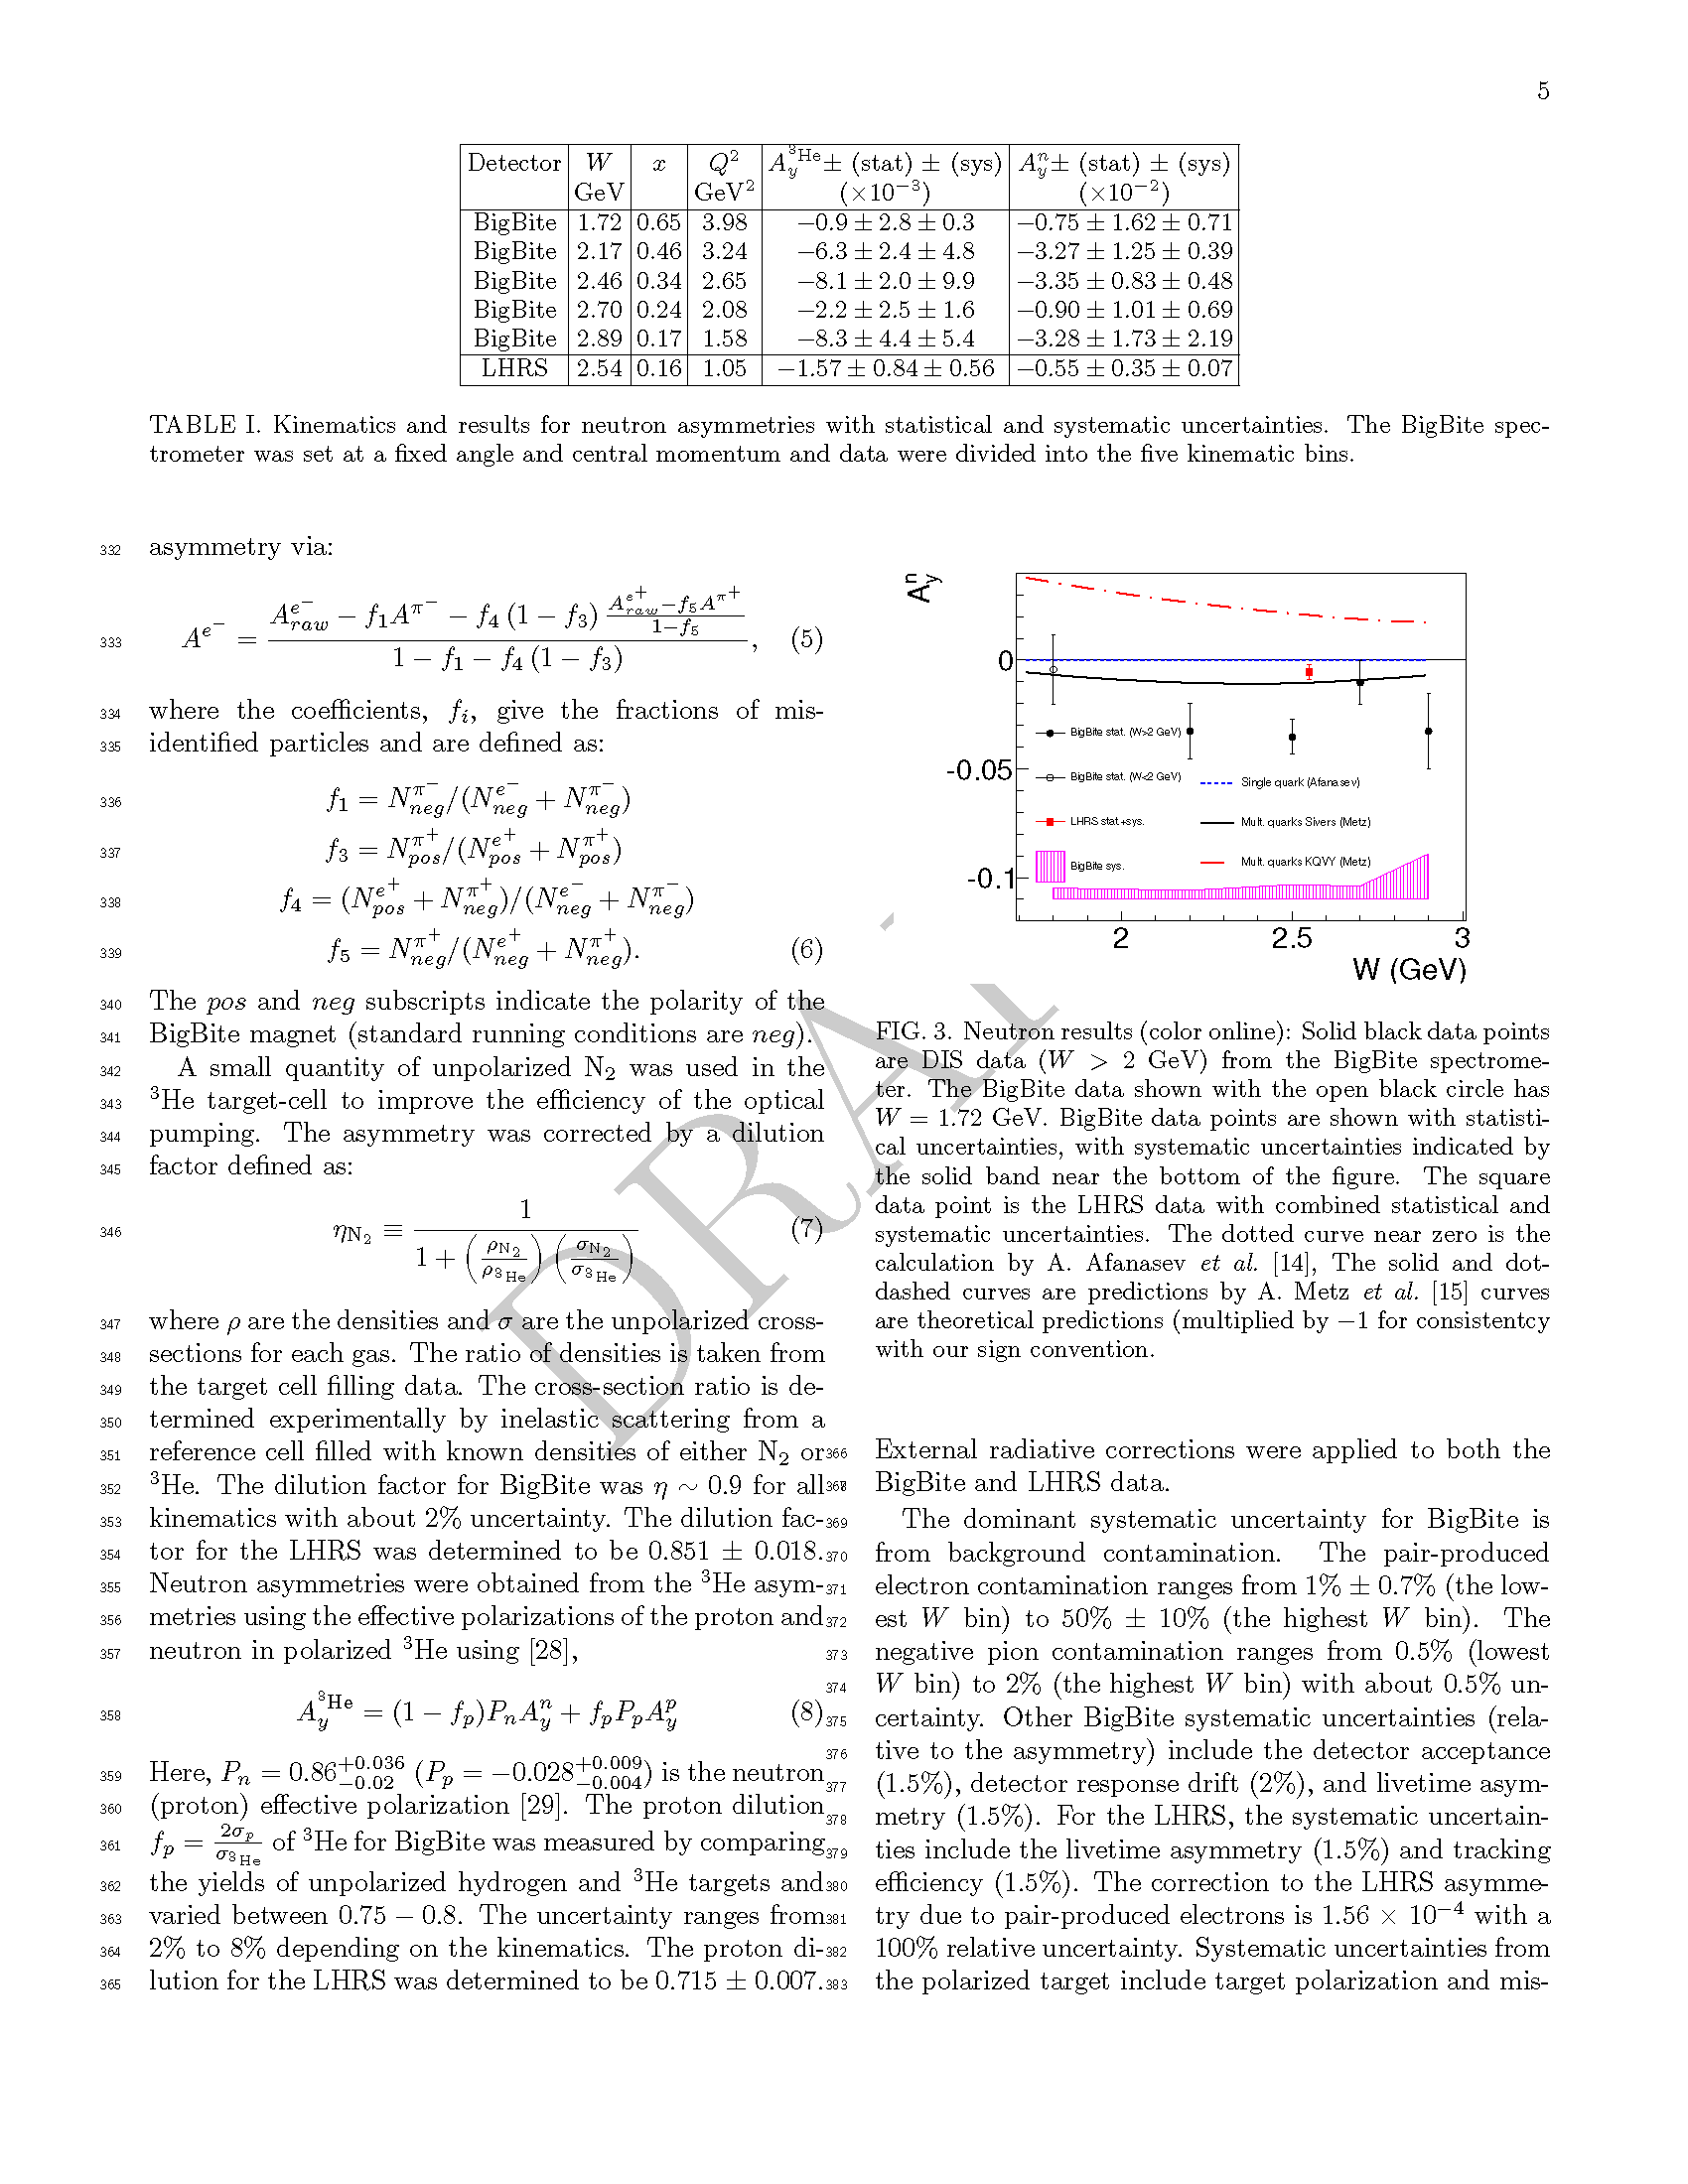 5
Detector W x Q² A_y^{³He} ± (stat) ± (sys) A_y^n ± (stat) ± (sys)
GeV GeV² (×10⁻³) (×10⁻²)
BigBite 1.72 0.65 3.98 −0.9 ± 2.8 ± 0.3 −0.75 ± 1.62 ± 0.71
BigBite 2.17 0.46 3.24 −6.3 ± 2.4 ± 4.8 −3.27 ± 1.25 ± 0.39
BigBite 2.46 0.34 2.65 −8.1 ± 2.0 ± 9.9 −3.35 ± 0.83 ± 0.48
BigBite 2.70 0.24 2.08 −2.2 ± 2.5 ± 1.6 −0.90 ± 1.01 ± 0.69
BigBite 2.89 0.17 1.58 −8.3 ± 4.4 ± 5.4 −3.28 ± 1.73 ± 2.19
LHRS 2.54 0.16 1.05 −1.57 ± 0.84 ± 0.56 −0.55 ± 0.35 ± 0.07
TABLE I. Kinematics and results for neutron asymmetries with statistical and systematic uncertainties. The BigBite spec-
trometer was set at a fixed angle and central momentum and data were divided into the five kinematic bins.
332 asymmetry via:
333 A^{e^-} = \frac{A_{raw}^{e^-} − f_1 A^{π^-} − f_4 (1 − f_3) \frac{A_{raw}^{e^+} − f_5 A^{π^+}}{1 − f_5}}{1 − f_1 − f_4 (1 − f_3)}, (5)
334 where the coefficients, f_i, give the fractions of mis-
335 identified particles and are defined as:
336 f_1 = N_{neg}^{π^-}/(N_{neg}^{e^-} + N_{neg}^{π^-})
337 f_3 = N_{pos}^{π^+}/(N_{pos}^{e^+} + N_{pos}^{π^+})
338 f_4 = (N_{pos}^{e^+} + N_{neg}^{π^+})/(N_{neg}^{e^-} + N_{neg}^{π^-})
339 f_5 = N_{neg}^{π^+}/(N_{neg}^{e^+} + N_{neg}^{π^+}). (6)
340 The pos and neg subscripts indicate the polarity of the
341 BigBite magnet (standard running conditions are neg).
342 A small quantity of unpolarized N₂ was used in the
343 ³He target-cell to improve the efficiency of the optical
344 pumping. The asymmetry was corrected by a dilution
345 factor defined as:
346 η_{N₂} ≡ \frac{1}{1 + (\frac{ρ_{N₂}}{ρ_{³He}}) (\frac{σ_{N₂}}{σ_{³He}})} (7)
347 where ρ are the densities and σ are the unpolarized cross-
348 sections for each gas. The ratio of densities is taken from
349 the target cell filling data. The cross-section ratio is de-
350 termined experimentally by inelastic scattering from a
351 reference cell filled with known densities of either N₂ or
352 ³He. The dilution factor for BigBite was η ∼ 0.9 for all
353 kinematics with about 2% uncertainty. The dilution fac-
354 tor for the LHRS was determined to be 0.851 ± 0.018.
355 Neutron asymmetries were obtained from the ³He asym-
356 metries using the effective polarizations of the proton and
357 neutron in polarized ³He using [28],
358 A_y^{³He} = (1 − f_p)P_n A_y^n + f_p P_p A_y^p (8)
359 Here, P_n = 0.86^{+0.036}_{−0.02} (P_p = −0.028^{+0.009}_{−0.004}) is the neutron
360 (proton) effective polarization [29]. The proton dilution
361 f_p = \frac{2σ_p}{σ_{³He}} of ³He for BigBite was measured by comparing
362 the yields of unpolarized hydrogen and ³He targets and
363 varied between 0.75 − 0.8. The uncertainty ranges from
364 2% to 8% depending on the kinematics. The proton di-
365 lution for the LHRS was determined to be 0.715 ± 0.007.
A_y^n
0
-0.05
-0.1
2 2.5 3
W (GeV)
BigBite stat. (W>2 GeV)
BigBite stat. (W<2 GeV)
LHRS stat.+sys.
BigBite sys.
Single quark (Afanasev)
Mult. quarks Sivers (Metz)
Mult. quarks KQVY (Metz)
FIG. 3. Neutron results (color online): Solid black data points
are DIS data (W > 2 GeV) from the BigBite spectrome-
ter. The BigBite data shown with the open black circle has
W = 1.72 GeV. BigBite data points are shown with statisti-
cal uncertainties, with systematic uncertainties indicated by
the solid band near the bottom of the figure. The square
data point is the LHRS data with combined statistical and
systematic uncertainties. The dotted curve near zero is the
calculation by A. Afanasev et al. [14], The solid and dot-
dashed curves are predictions by A. Metz et al. [15] curves
are theoretical predictions (multiplied by −1 for consistentcy
with our sign convention.
366 External radiative corrections were applied to both the
BigBite and LHRS data.
369 The dominant systematic uncertainty for BigBite is
370 from background contamination. The pair-produced
371 electron contamination ranges from 1% ± 0.7% (the low-
372 est W bin) to 50% ± 10% (the highest W bin). The
373 negative pion contamination ranges from 0.5% (lowest
374 W bin) to 2% (the highest W bin) with about 0.5% un-
375 certainty. Other BigBite systematic uncertainties (rela-
376 tive to the asymmetry) include the detector acceptance
377 (1.5%), detector response drift (2%), and livetime asym-
378 metry (1.5%). For the LHRS, the systematic uncertain-
379 ties include the livetime asymmetry (1.5%) and tracking
380 efficiency (1.5%). The correction to the LHRS asymme-
381 try due to pair-produced electrons is 1.56 × 10⁻⁴ with a
382 100% relative uncertainty. Systematic uncertainties from
383 the polarized target include target polarization and mis-